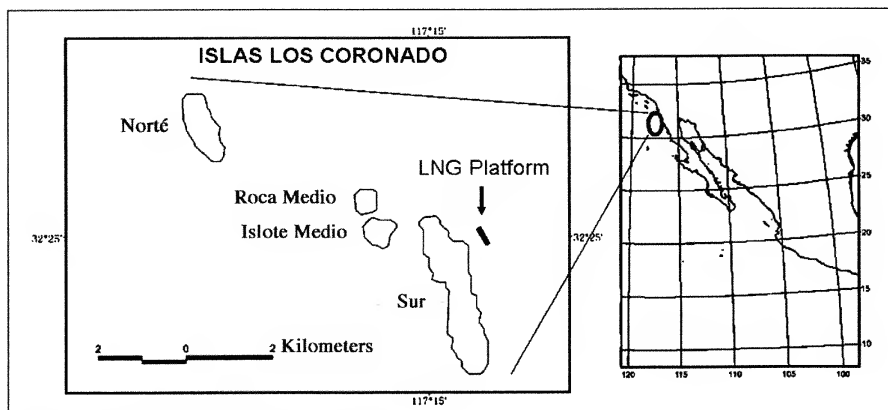 117°15'
ISLAS LOS CORONADO
Norté
LNG Platform
Roca Medio
Islote Medio
32°25'
32°25'
Sur
2 0 2 Kilometers
117°15'
35
30
25
20
15
10
120 115 110 105 100